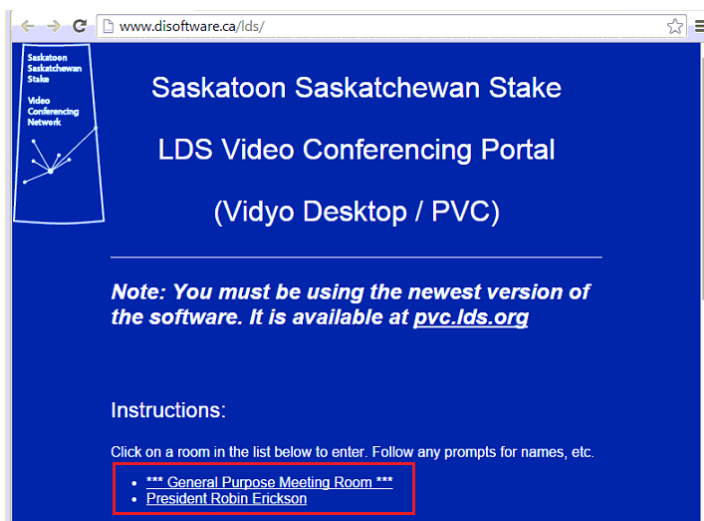 www.disoftware.ca/lds/
Saskatoon
Saskatchewan
Stake
Video
Conferencing
Network
Saskatoon Saskatchewan Stake
LDS Video Conferencing Portal
(Vidyo Desktop / PVC)
Note: You must be using the newest version of
the software. It is available at pvc.lds.org
Instructions:
Click on a room in the list below to enter. Follow any prompts for names, etc.
• *** General Purpose Meeting Room ***
• President Robin Erickson